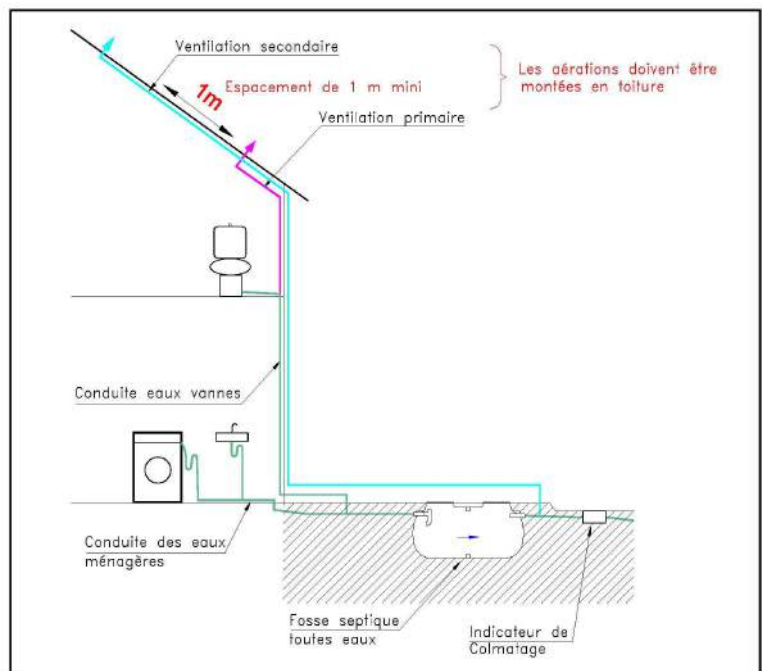 Ventilation secondaire
1m
Espacement de 1 m mini
Les aérations doivent être
montées en toiture
Ventilation primaire
Conduite eaux vannes
Conduite des eaux
ménagères
Fosse septique
toutes eaux
Indicateur de
Colmatage